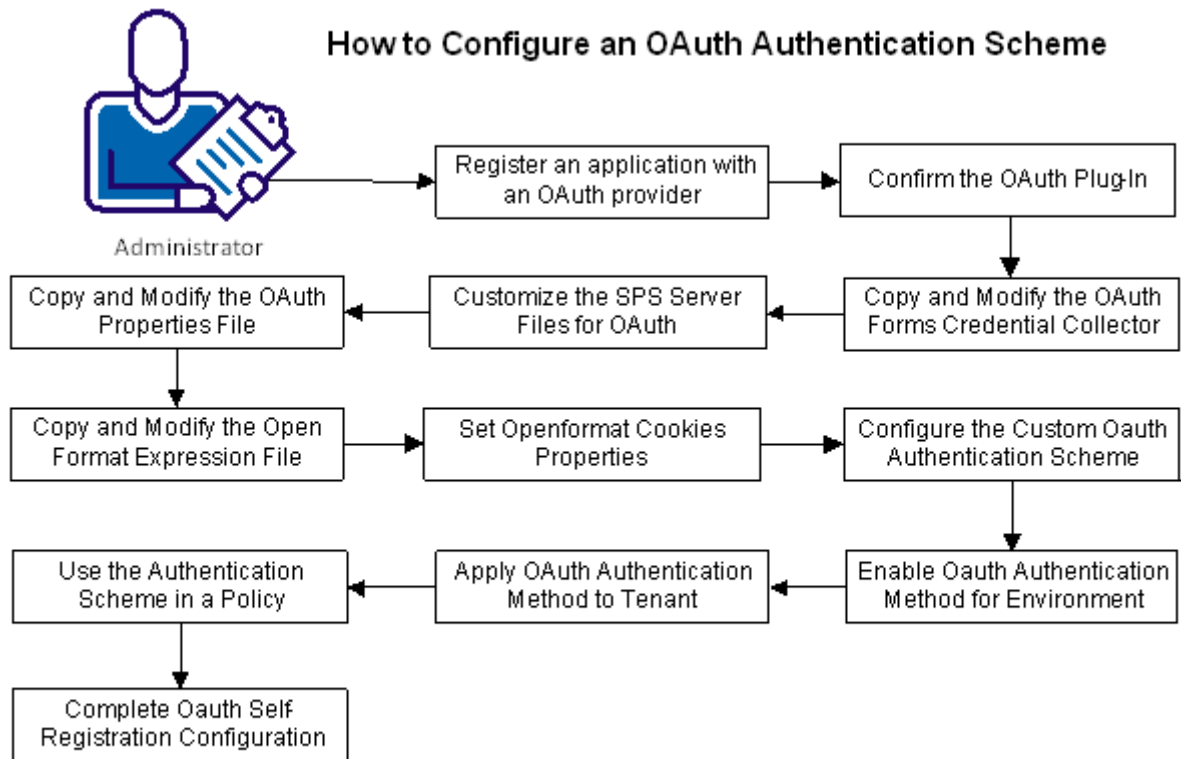 How to Configure an OAuth Authentication Scheme
Administrator
Register an application with
an OAuth provider
Confirm the OAuth Plug-In
Copy and Modify the OAuth
Forms Credential Collector
Customize the SPS Server
Files for OAuth
Copy and Modify the OAuth
Properties File
Copy and Modify the Open
Format Expression File
Set Openformat Cookies
Properties
Configure the Custom Oauth
Authentication Scheme
Enable Oauth Authentication
Method for Environment
Apply OAuth Authentication
Method to Tenant
Use the Authentication
Scheme in a Policy
Complete Oauth Self
Registration Configuration